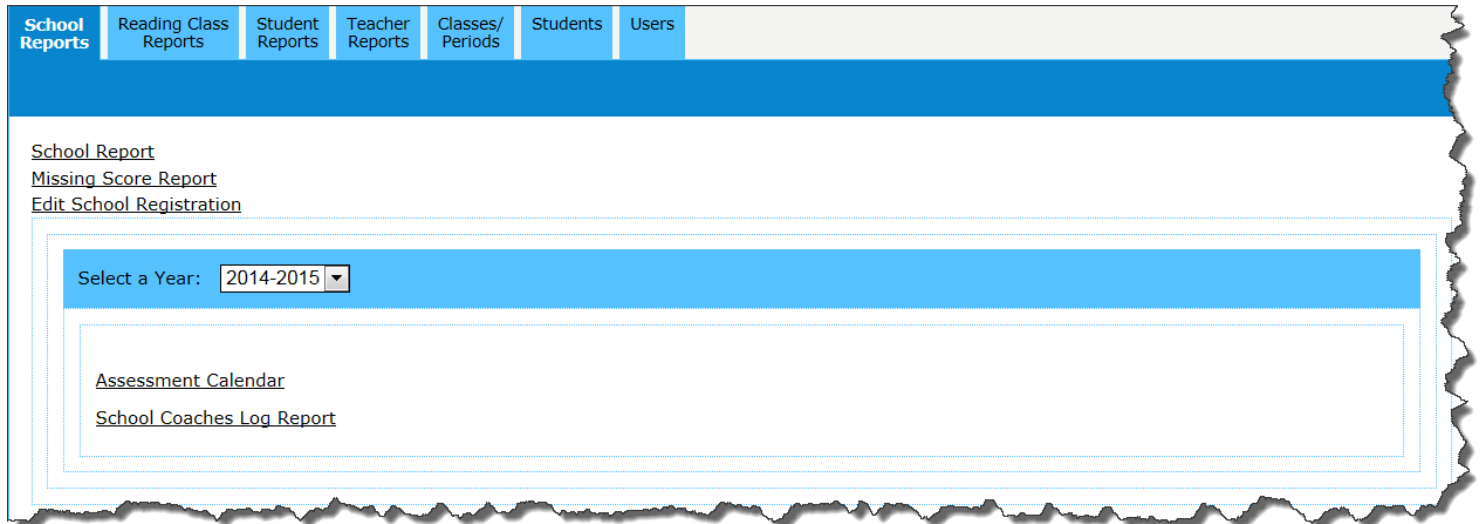 School Reports
Reading Class Reports
Student Reports
Teacher Reports
Classes/ Periods
Students
Users
School Report
Missing Score Report
Edit School Registration
Select a Year: 2014-2015
Assessment Calendar
School Coaches Log Report